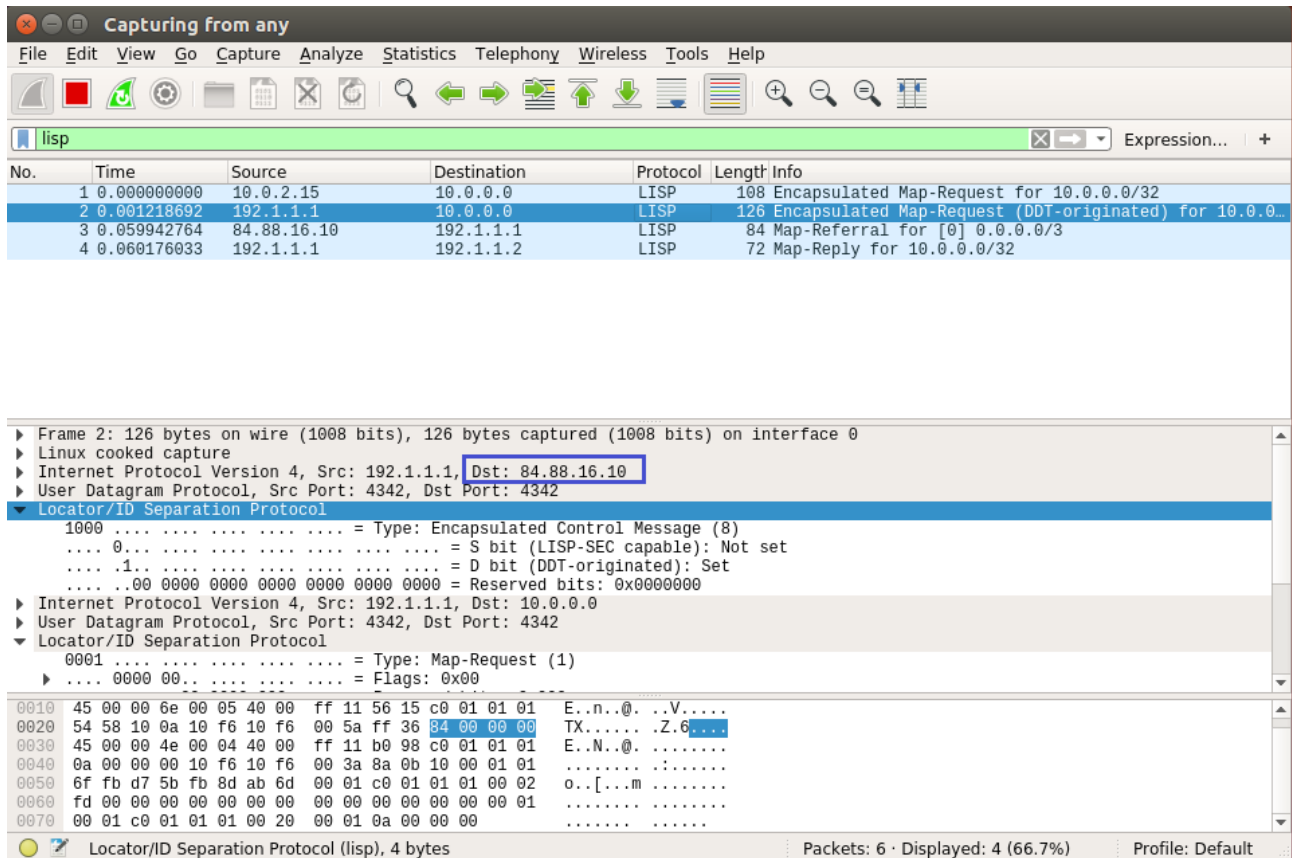 Capturing from any
File Edit View Go Capture Analyze Statistics Telephony Wireless Tools Help
lisp Expression... +
No. Time Source Destination Protocol Length Info
1 0.000000000 10.0.2.15 10.0.0.0 LISP 108 Encapsulated Map-Request for 10.0.0.0/32
2 0.001218692 192.1.1.1 10.0.0.0 LISP 126 Encapsulated Map-Request (DDT-originated) for 10.0.0…
3 0.059942764 84.88.16.10 192.1.1.1 LISP 84 Map-Referral for [0] 0.0.0.0/3
4 0.060176033 192.1.1.1 192.1.1.2 LISP 72 Map-Reply for 10.0.0.0/32
Frame 2: 126 bytes on wire (1008 bits), 126 bytes captured (1008 bits) on interface 0
Linux cooked capture
Internet Protocol Version 4, Src: 192.1.1.1, Dst: 84.88.16.10
User Datagram Protocol, Src Port: 4342, Dst Port: 4342
Locator/ID Separation Protocol
1000 .... .... .... .... .... = Type: Encapsulated Control Message (8)
.... 0... .... .... .... .... .... .... = S bit (LISP-SEC capable): Not set
.... .1.. .... .... .... .... .... .... = D bit (DDT-originated): Set
.... ..00 0000 0000 0000 0000 0000 0000 = Reserved bits: 0x0000000
Internet Protocol Version 4, Src: 192.1.1.1, Dst: 10.0.0.0
User Datagram Protocol, Src Port: 4342, Dst Port: 4342
Locator/ID Separation Protocol
0001 .... .... .... .... .... = Type: Map-Request (1)
.... 0000 00.. .... .... .... = Flags: 0x00
0010 45 00 00 6e 00 05 40 00 ff 11 56 15 c0 01 01 01 E..n..@. ..V.....
0020 54 58 10 0a 10 f6 10 f6 00 5a ff 36 84 00 00 00 TX...... .Z.6....
0030 45 00 00 4e 00 04 40 00 ff 11 b0 98 c0 01 01 01 E..N..@. ........
0040 0a 00 00 00 10 f6 10 f6 00 3a 8a 0b 10 00 01 01 ........ .:......
0050 6f fb d7 5b fb 8d ab 6d 00 01 c0 01 01 01 00 02 o..[...m ........
0060 fd 00 00 00 00 00 00 00 00 00 00 00 00 00 00 01 ........ ........
0070 00 01 c0 01 01 01 00 20 00 01 0a 00 00 00 ....... ......
Locator/ID Separation Protocol (lisp), 4 bytes Packets: 6 · Displayed: 4 (66.7%) Profile: Default